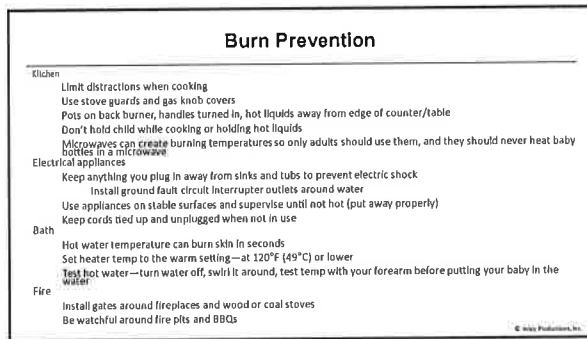 Burn Prevention
Kitchen
Limit distractions when cooking
Use stove guards and gas knob covers
Pots on back burner, handles turned in, hot liquids away from edge of counter/table
Don't hold child while cooking or holding hot liquids
Microwaves can create burning temperatures so only adults should use them, and they should never heat baby
bottles in a microwave
Electrical appliances
Keep anything you plug in away from sinks and tubs to prevent electric shock
Install ground fault circuit interrupter outlets around water
Use appliances on stable surfaces and supervise until not hot (put away properly)
Keep cords tied up and unplugged when not in use
Bath
Hot water temperature can burn skin in seconds
Set heater temp to the warm setting—at 120°F (49°C) or lower
Test hot water—turn water off, swirl it around, test temp with your forearm before putting your baby in the
water
Fire
Install gates around fireplaces and wood or coal stoves
Be watchful around fire pits and BBQs
© Injoy Productions, Inc.